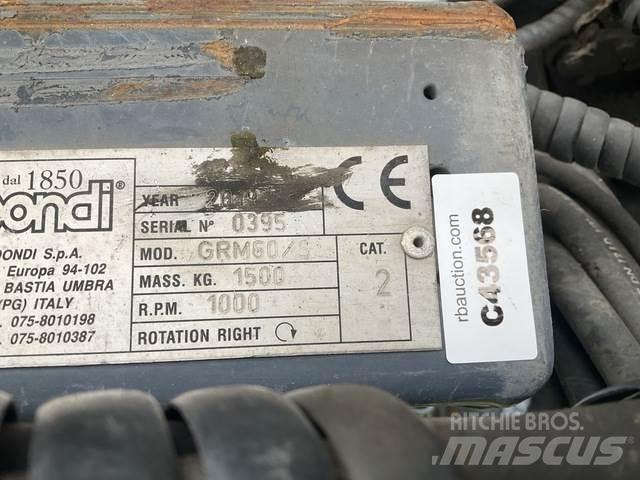 dal 1850
ondi®
ONDI S.p.A.
Europa 94-102
BASTIA UMBRA
(PG) ITALY
075-8010198
075-8010387
YEAR
SERIAL Nº 0395
MOD. GRM60/S
MASS. KG. 1500
R.P.M. 1000
ROTATION RIGHT
CAT.
2
CE
rbauction.com
C43568
RITCHIE BROS.
MASCUS